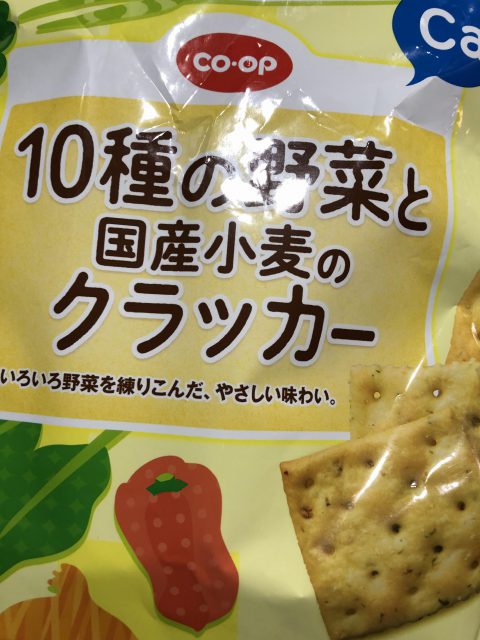 CO·OP
Ca
10種の野菜と
国産小麦の
クラッカー
いろいろ野菜を練りこんだ、やさしい味わい。